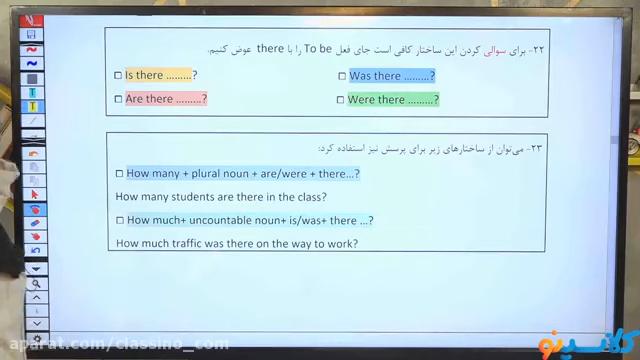 ۲۲- برای سوالی کردن این ساختار کافی است جای فعل To be را با there عوض کنیم.
Is there ………?
Was there ………?
Are there ………?
Were there ………?
۲۳- می‌توان از ساختارهای زیر برای پرسش نیز استفاده کرد:
How many + plural noun + are/were + there…?
How many students are there in the class?
How much+ uncountable noun+ is/was+ there …?
How much traffic was there on the way to work?
aparat.com/classino_com
کلاسینو